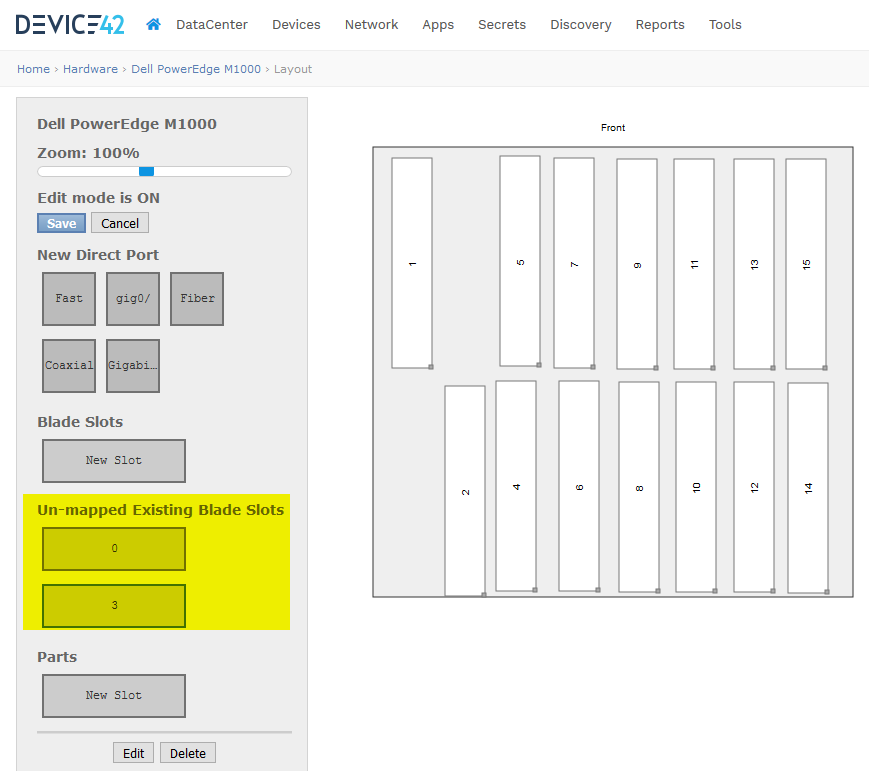 DEVICE42 DataCenter Devices Network Apps Secrets Discovery Reports Tools
Home › Hardware › Dell PowerEdge M1000 › Layout
Dell PowerEdge M1000
Zoom: 100%
Edit mode is ON
Save Cancel
New Direct Port
Fast gig0/ Fiber
Coaxial Gigabi...
Blade Slots
New Slot
Un-mapped Existing Blade Slots
0
3
Parts
New Slot
Edit Delete
Front
1 5 7 9 11 13 15
2 4 6 8 10 12 14